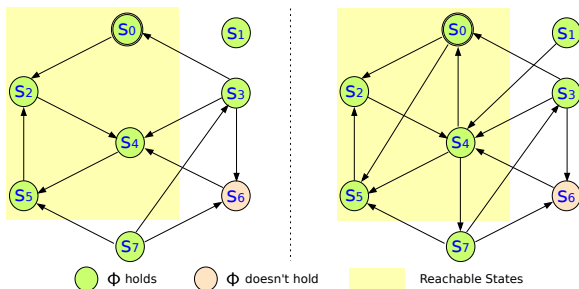 S0 S1 S0 S1
S2 S3 S2 S3
S4 S4
S5 S6 S5 S6
S7 S7
Φ holds Φ doesn't hold Reachable States